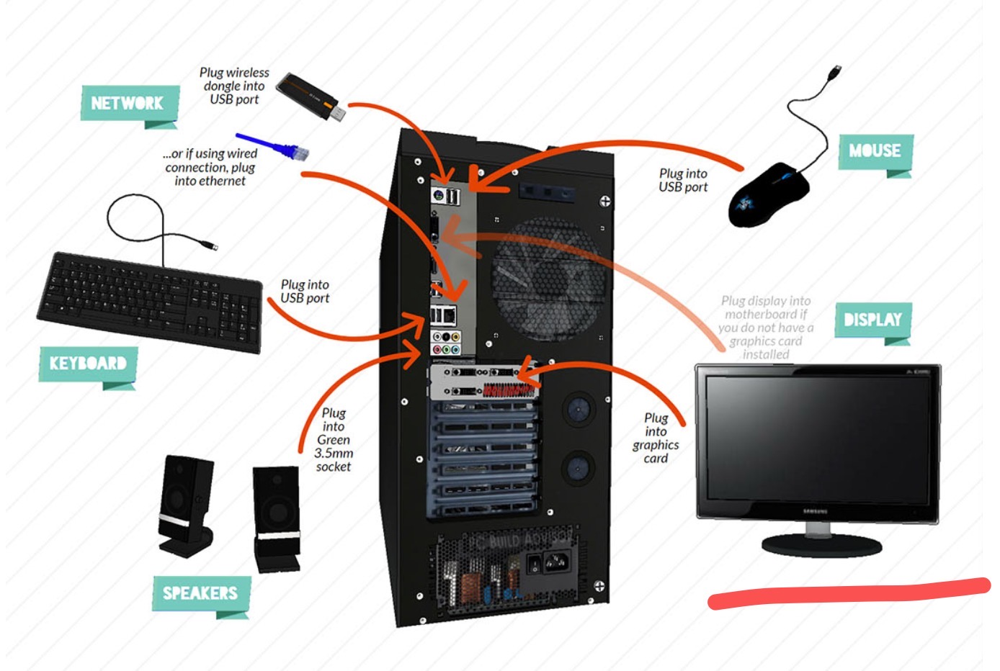 Plug wireless
dongle into
USB port
NETWORK
...or if using wired
connection, plug
into ethernet
MOUSE
Plug into
USB port
Plug into
USB port
KEYBOARD
Plug display into
motherboard if
you do not have a
graphics card
installed
DISPLAY
Plug
into
Green
3.5mm
socket
Plug
into
graphics
card
SAMSUNG
BUILD ADVISOR
SPEAKERS